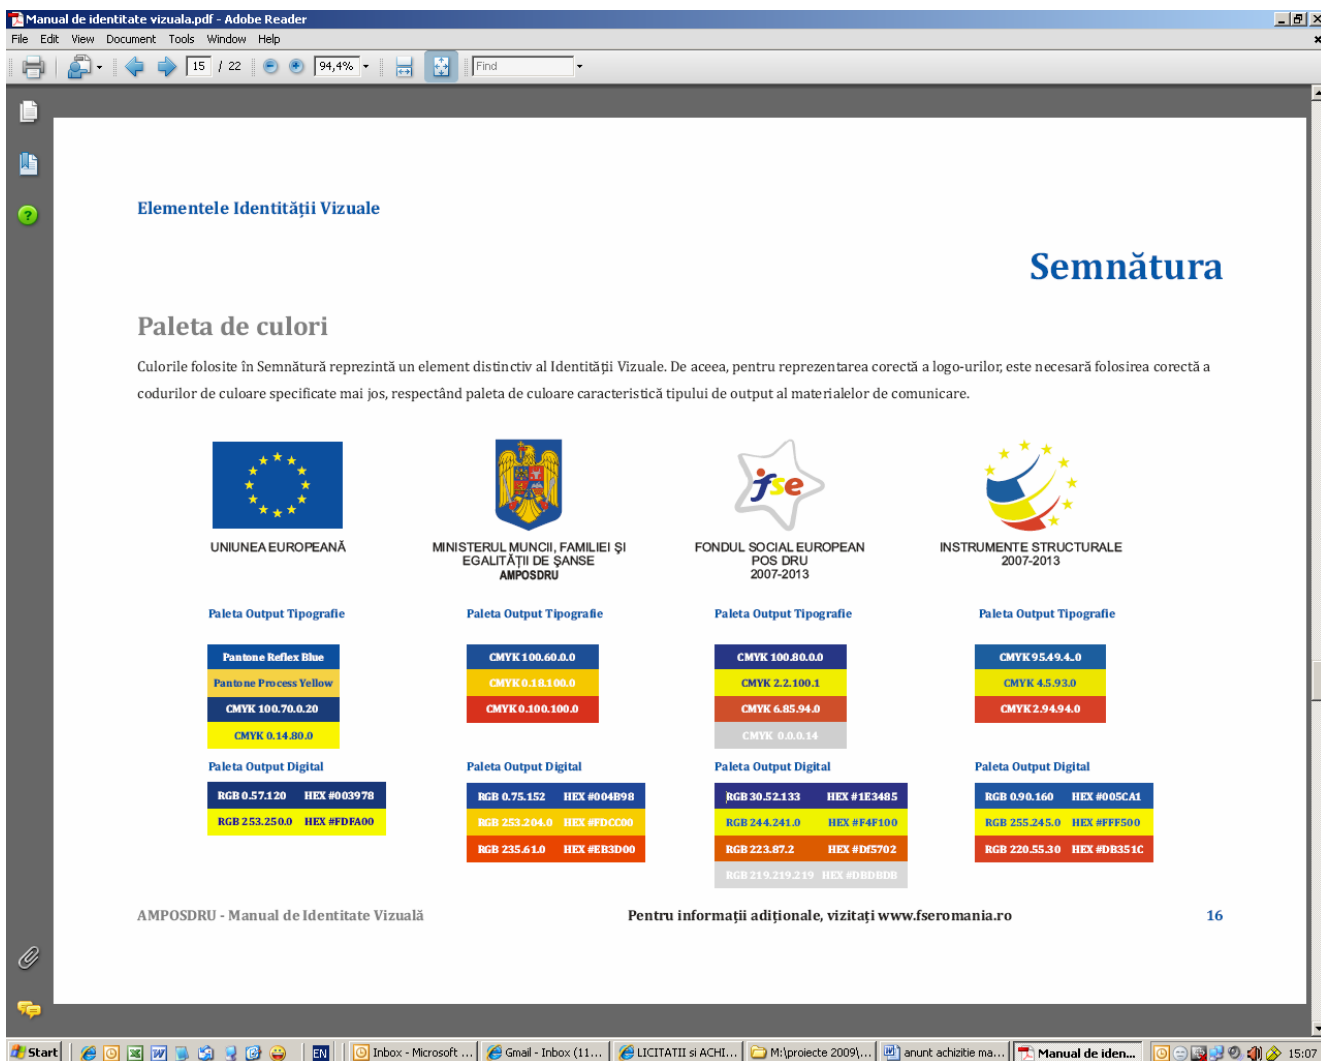 Manual de identitate vizuala.pdf - Adobe Reader
File Edit View Document Tools Window Help
15 / 22 94,4% Find
Elementele Identității Vizuale
Semnătura
Paleta de culori
Culorile folosite în Semnătură reprezintă un element distinctiv al Identității Vizuale. De aceea, pentru reprezentarea corectă a logo-urilor, este necesară folosirea corectă a
codurilor de culoare specificate mai jos, respectând paleta de culoare caracteristică tipului de output al materialelor de comunicare.
fse
UNIUNEA EUROPEANĂ
MINISTERUL MUNCII, FAMILIEI ŞI
EGALITĂŢII DE ŞANSE
AMPOSDRU
FONDUL SOCIAL EUROPEAN
POS DRU
2007-2013
INSTRUMENTE STRUCTURALE
2007-2013
Paleta Output Tipografie
Pantone Reflex Blue
Pantone Process Yellow
CMYK 100.70.0.20
CMYK 0.14.80.0
Paleta Output Digital
RGB 0.57.120 HEX #003978
RGB 253.250.0 HEX #FDFA00
Paleta Output Tipografie
CMYK 100.60.0.0
CMYK 0.18.100.0
CMYK 0.100.100.0
Paleta Output Digital
RGB 0.75.152 HEX #004B98
RGB 253.204.0 HEX #FDCC00
RGB 235.61.0 HEX #EB3D00
Paleta Output Tipografie
CMYK 100.80.0.0
CMYK 2.2.100.1
CMYK 6.85.94.0
CMYK 0.0.0.14
Paleta Output Digital
RGB 30.52.133 HEX #1E3485
RGB 244.241.0 HEX #F4F100
RGB 223.87.2 HEX #Df5702
RGB 219.219.219 HEX #DBDBDB
Paleta Output Tipografie
CMYK 95.49.4..0
CMYK 4.5.93.0
CMYK 2.94.94.0
Paleta Output Digital
RGB 0.90.160 HEX #005CA1
RGB 255.245.0 HEX #FFF500
RGB 220.55.30 HEX #DB351C
AMPOSDRU - Manual de Identitate Vizuală
Pentru informații adiționale, vizitați www.fseromania.ro
16
Start EN Inbox - Microsoft ... Gmail - Inbox (11... LICITATII si ACHI... M:\proiecte 2009\... anunt achizitie ma... Manual de iden... 15:07